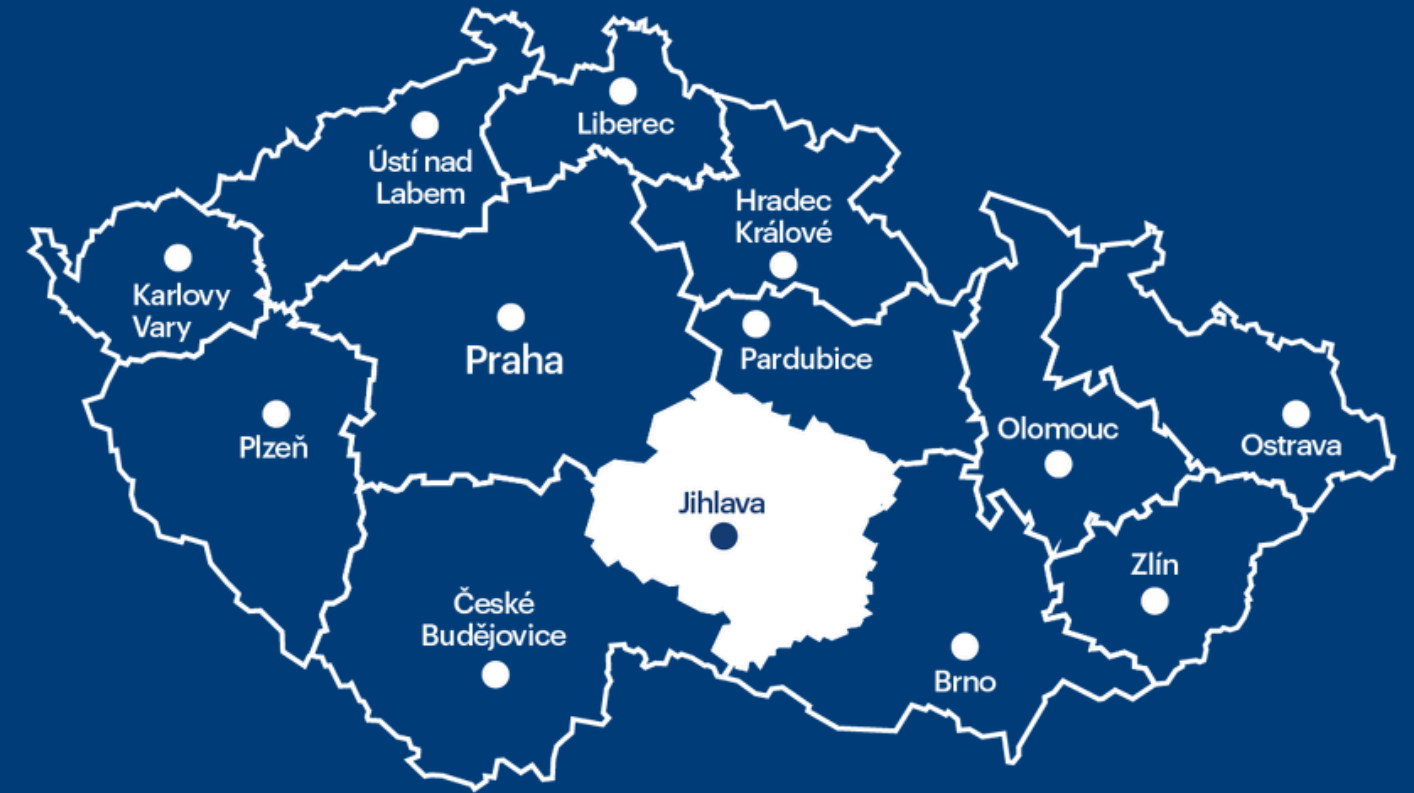 Liberec
Ústí nad
Labem
Hradec
Králové
Karlovy
Vary
Praha
Pardubice
Plzeň
Olomouc
Ostrava
Jihlava
Zlín
České
Budějovice
Brno